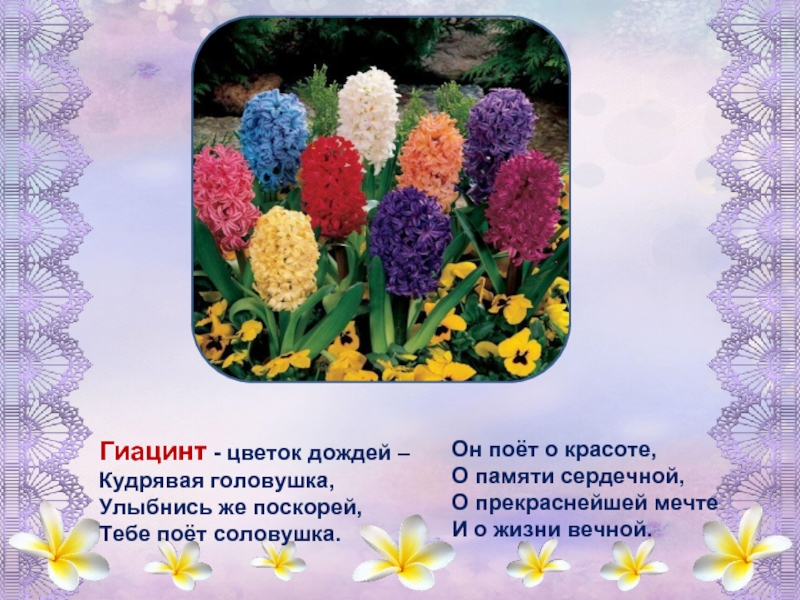 Гиацинт - цветок дождей –
Кудрявая головушка,
Улыбнись же поскорей,
Тебе поёт соловушка.
Он поёт о красоте,
О памяти сердечной,
О прекраснейшей мечте
И о жизни вечной.